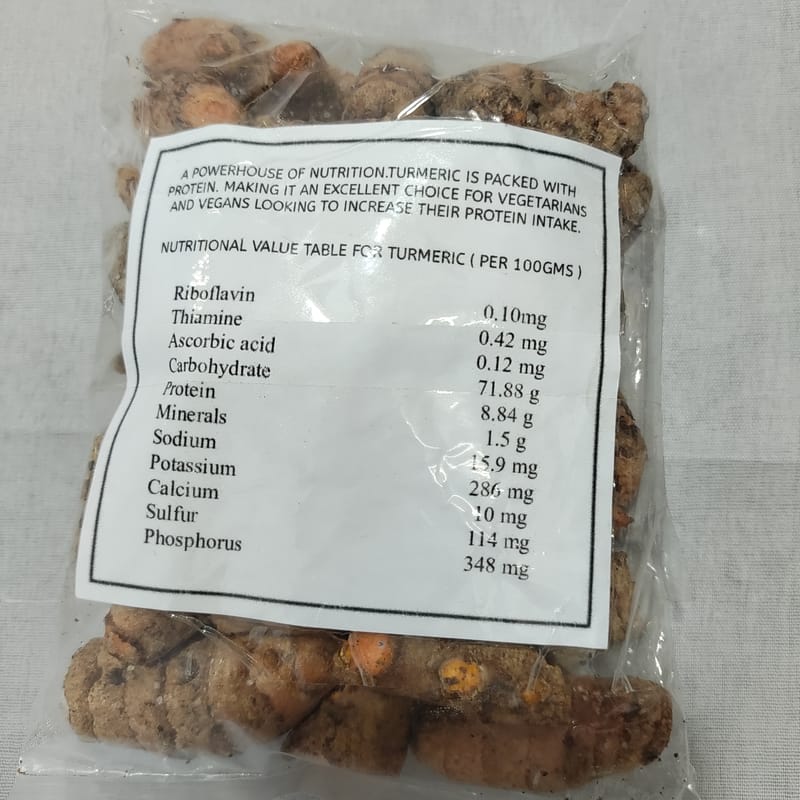 A POWERHOUSE OF NUTRITION.TURMERIC IS PACKED WITH
PROTEIN. MAKING IT AN EXCELLENT CHOICE FOR VEGETARIANS
AND VEGANS LOOKING TO INCREASE THEIR PROTEIN INTAKE.
NUTRITIONAL VALUE TABLE FOR TURMERIC ( PER 100GMS )
Riboflavin 0.10mg
Thiamine 0.42 mg
Ascorbic acid 0.12 mg
Carbohydrate 71.88 g
Protein 8.84 g
Minerals 1.5 g
Sodium 15.9 mg
Potassium 286 mg
Calcium 10 mg
Sulfur 114 mg
Phosphorus 348 mg